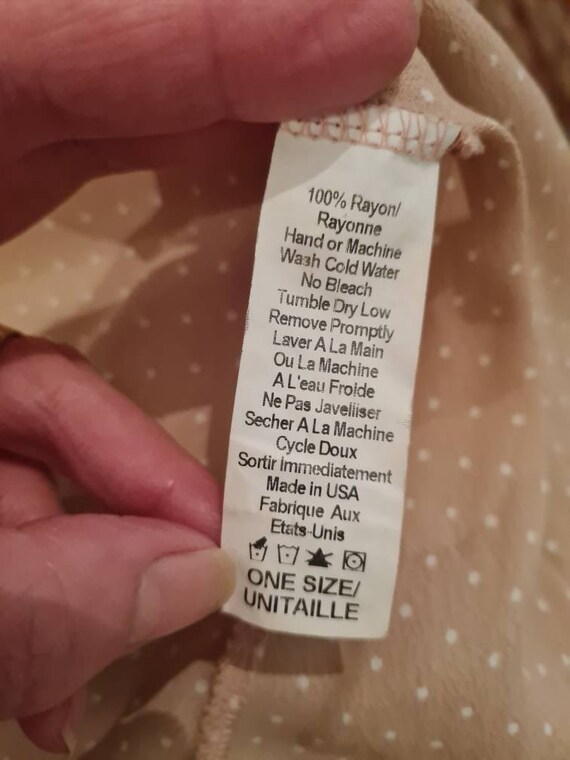 100% Rayon/
Rayonne
Hand or Machine
Wash Cold Water
No Bleach
Tumble Dry Low
Remove Promptly
Laver A La Main
Ou La Machine
A L'eau Froide
Ne Pas Javelliser
Secher A La Machine
Cycle Doux
Sortir Immediatement
Made in USA
Fabrique Aux
Etats-Unis
ONE SIZE/
UNITAILLE